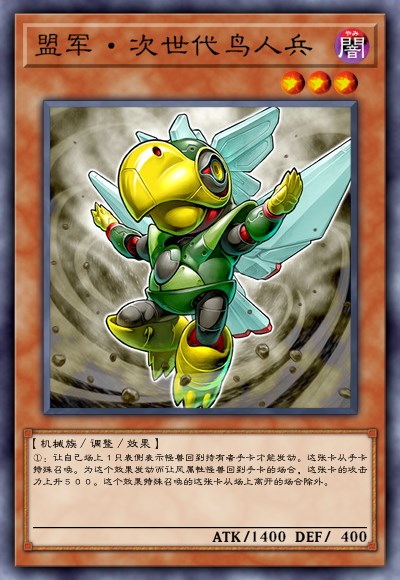 盟军·次世代鸟人兵
やみ
闇
【机械族/调整/效果】
①：让自己场上１只表侧表示怪兽回到持有者手卡才能发动。这张卡从手卡
特殊召唤。为这个效果发动而让风属性怪兽回到手卡的场合，这张卡的攻击
力上升５００。这个效果特殊召唤的这张卡从场上离开的场合除外。
ATK/1400 DEF/ 400